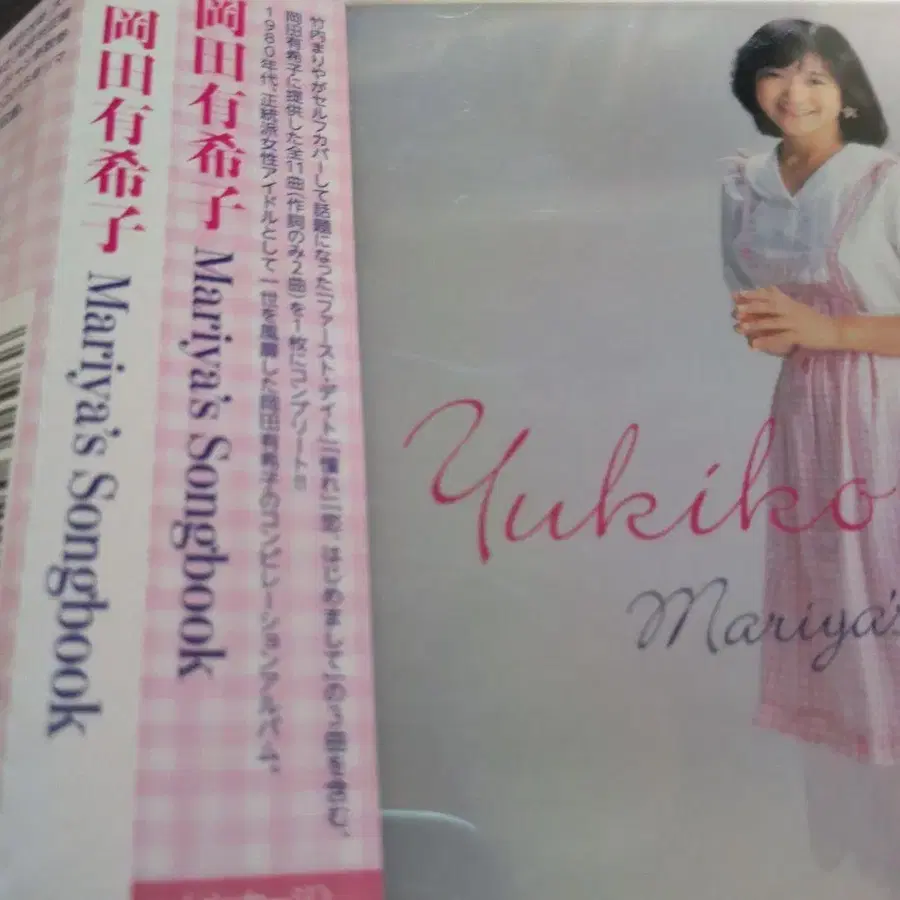 岡田有希子 Mariya's Songbook
岡田有希子 Mariya's Songbook
竹内まりやがセルフカバーして話題になった「ファースト・デイト」「憧れ」「恋、はじめまして」の3曲を含む、
岡田有希子に提供した全11曲(作詞のみ2曲)を1枚にコンプリート!!
1980年代、正統派女性アイドルとして一世を風靡した岡田有希子のコンピレーションアルバム。
Yukiko
Mariya's